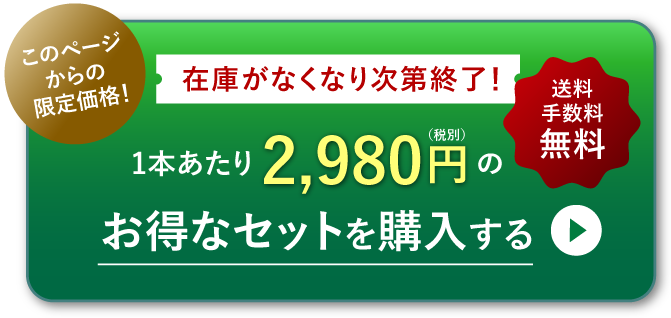 このページ
からの
限定価格!
在庫がなくなり次第終了!
送料
手数料
無料
1本あたり2,980円(税別)の
お得なセットを購入する